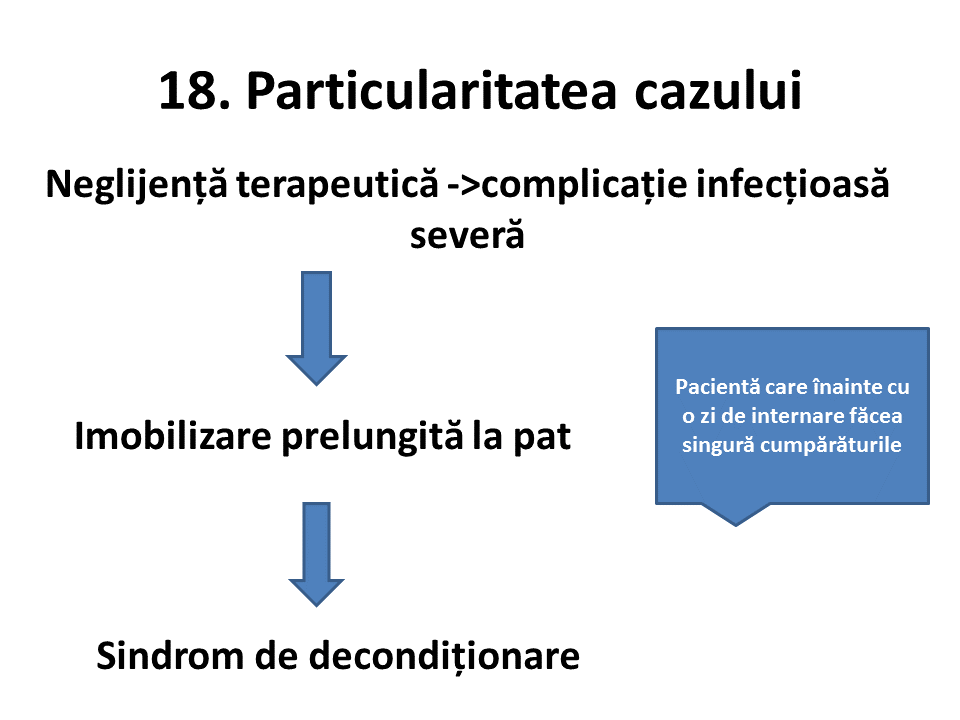 18. Particularitatea cazului
Neglijență terapeutică ->complicație infecțioasă
severă
Imobilizare prelungită la pat
Pacientă care înainte cu
o zi de internare făcea
singură cumpărăturile
Sindrom de decondiționare